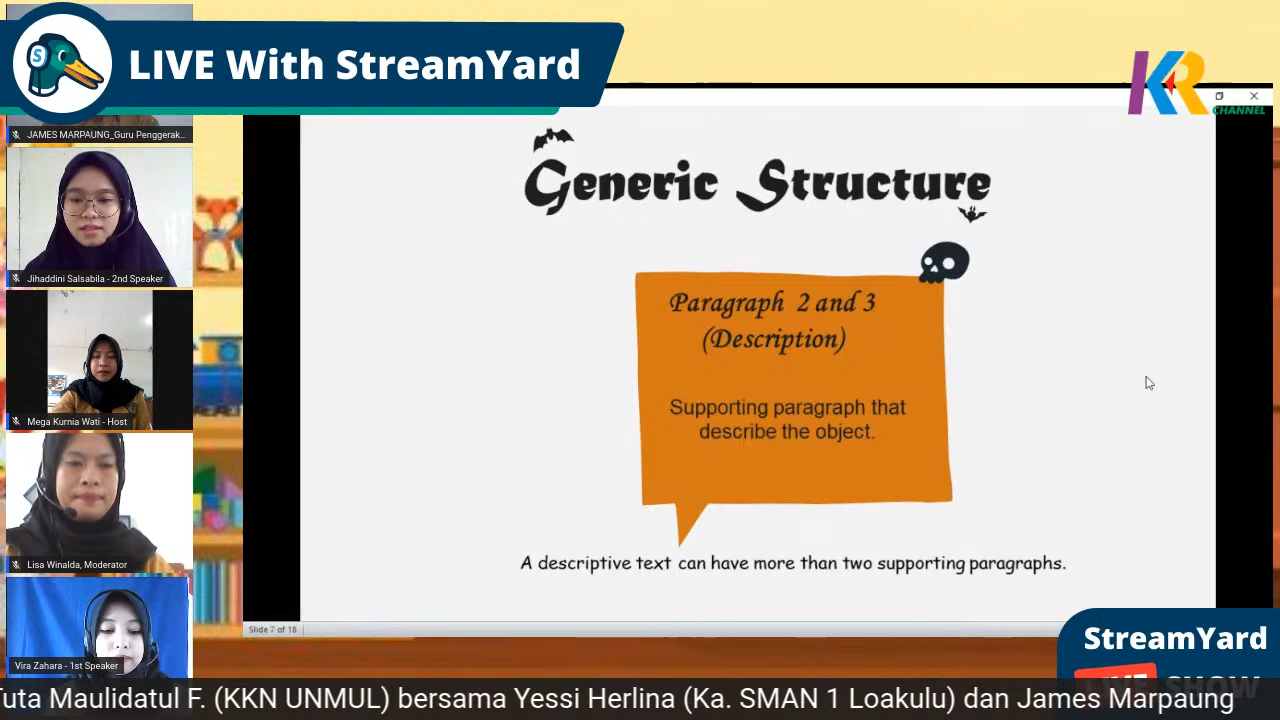 S
LIVE With StreamYard
KR
CHANNEL
JAMES MARPAUNG_Guru Penggerak...
Jihaddini Salsabila - 2nd Speaker
Mega Kurnia Wati - Host
Lisa Winalda, Moderator
Vira Zahara - 1st Speaker
Generic Structure
Paragraph 2 and 3
(Description)
Supporting paragraph that
describe the object.
A descriptive text can have more than two supporting paragraphs.
Slide 7 of 18
StreamYard
LIVE SHOW
Tuta Maulidatul F. (KKN UNMUL) bersama Yessi Herlina (Ka. SMAN 1 Loakulu) dan James Marpaung